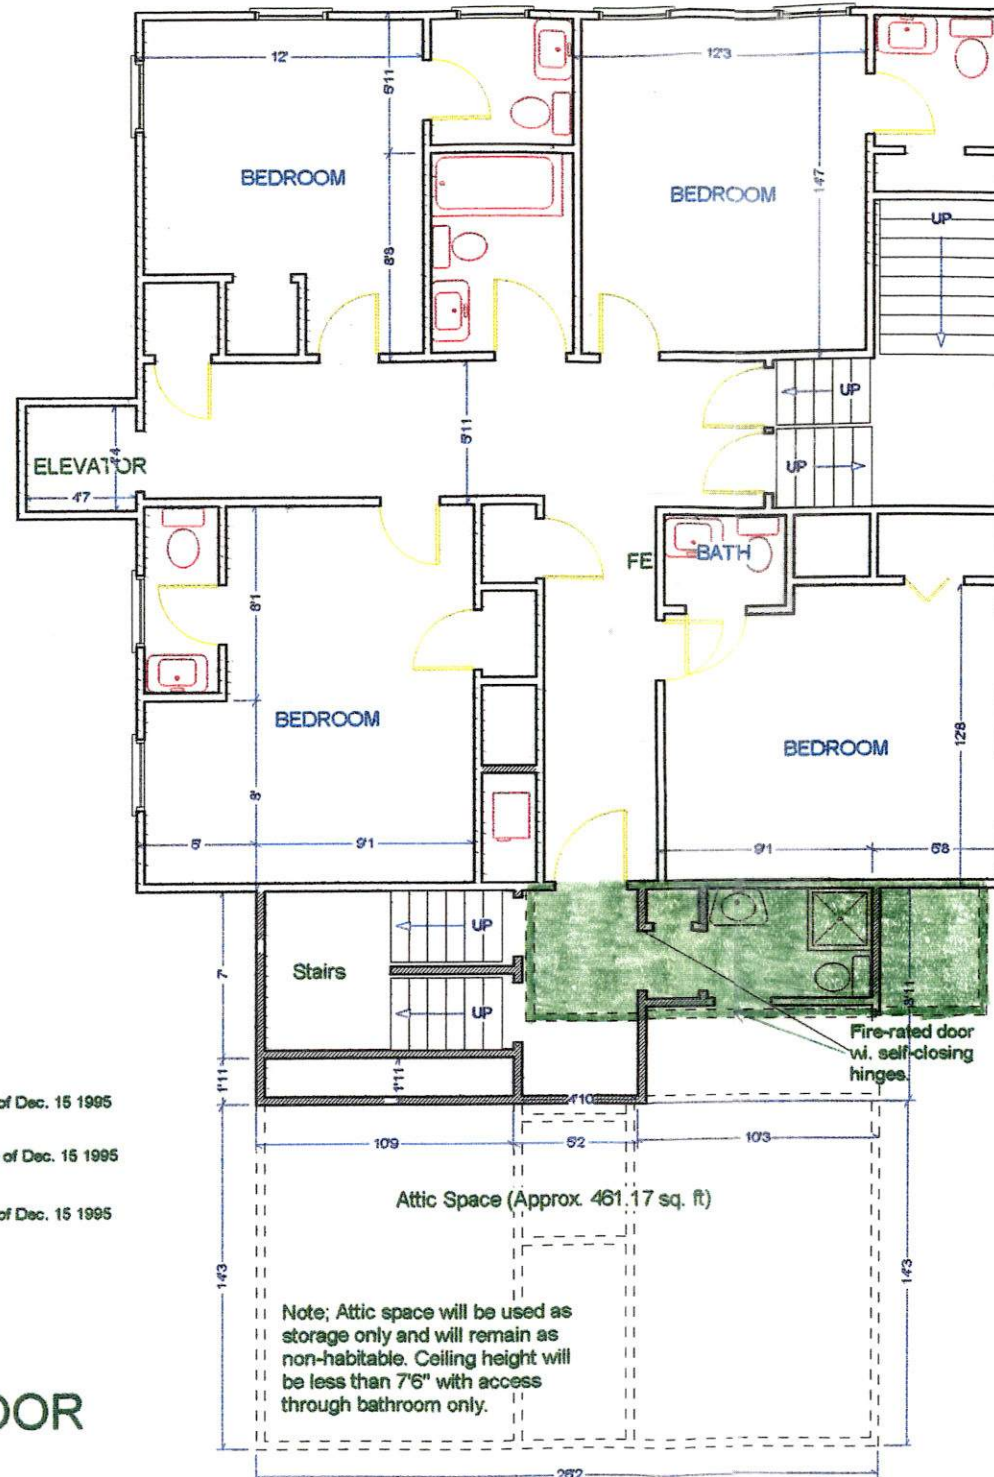 12'
12'3
5'11
BEDROOM
BEDROOM
14'7
UP
8'8
UP
5'11
ELEVATOR
4'4
4'7
UP
FE
BATH
8'1
BEDROOM
BEDROOM
12'8
8'
6'
9'1
9'1
6'8
UP
7'
Stairs
UP
Fire-rated door
wi. self-closing
hinges.
1'11
1'11
of Dec. 15 1995
4'10
10'9
5'2
10'3
of Dec. 15 1995
Attic Space (Approx. 461.17 sq. ft)
of Dec. 15 1995
14'3
14'3
Note; Attic space will be used as
storage only and will remain as
non-habitable. Ceiling height will
be less than 7'6" with access
through bathroom only.
OOR
26'2